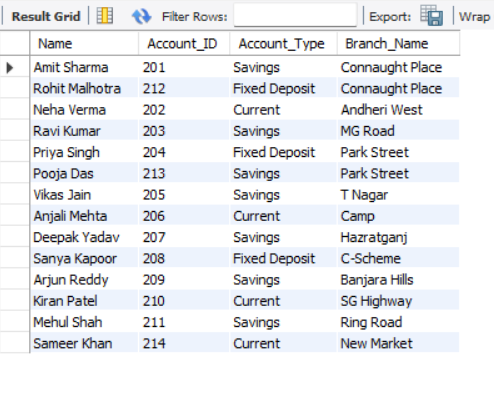 Result Grid Filter Rows: Export: Wrap
Name Account_ID Account_Type Branch_Name
Amit Sharma 201 Savings Connaught Place
Rohit Malhotra 212 Fixed Deposit Connaught Place
Neha Verma 202 Current Andheri West
Ravi Kumar 203 Savings MG Road
Priya Singh 204 Fixed Deposit Park Street
Pooja Das 213 Savings Park Street
Vikas Jain 205 Savings T Nagar
Anjali Mehta 206 Current Camp
Deepak Yadav 207 Savings Hazratganj
Sanya Kapoor 208 Fixed Deposit C-Scheme
Arjun Reddy 209 Savings Banjara Hills
Kiran Patel 210 Current SG Highway
Mehul Shah 211 Savings Ring Road
Sameer Khan 214 Current New Market